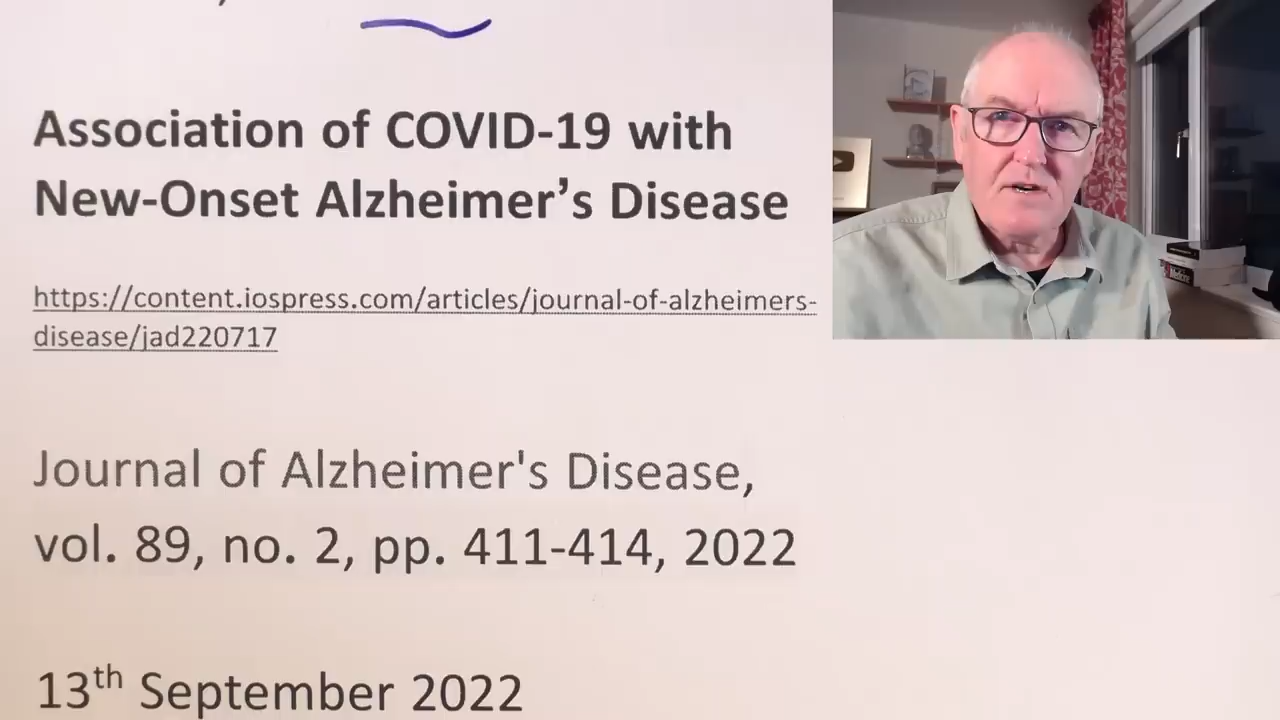 Association of COVID-19 with
New-Onset Alzheimer’s Disease
https://content.iospress.com/articles/journal-of-alzheimers-
disease/jad220717
Journal of Alzheimer's Disease,
vol. 89, no. 2, pp. 411-414, 2022
13th September 2022